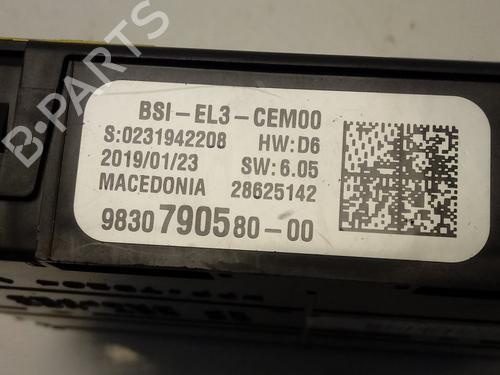 BSI-EL3-CEM00
S:0231942208 HW:D6
2019/01/23 SW:6.05
MACEDONIA 28625142
9830790580-00
B-PARTS